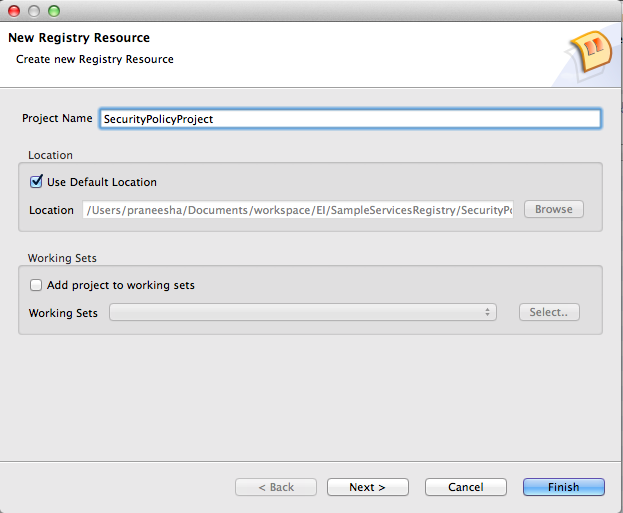 New Registry Resource
Create new Registry Resource
Project Name SecurityPolicyProject
Location
Use Default Location
Location /Users/praneesha/Documents/workspace/EI/SampleServicesRegistry/SecurityPo Browse
Working Sets
Add project to working sets
Working Sets Select..
< Back Next > Cancel Finish